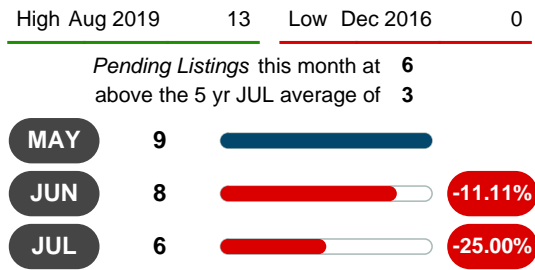 High Aug 2019 13 Low Dec 2016 0
Pending Listings this month at 6
above the 5 yr JUL average of 3
MAY 9
JUN 8 -11.11%
JUL 6 -25.00%